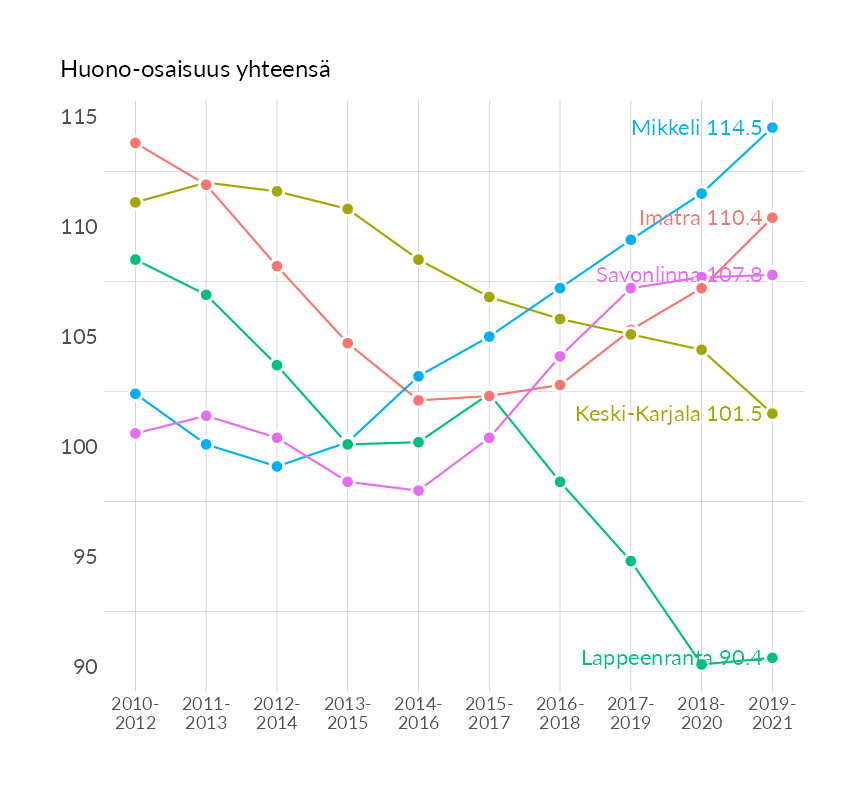 Huono-osaisuus yhteensä
115
110
105
100
95
90
Mikkeli 114.5
Imatra 110.4
Savonlinna 107.8
Keski-Karjala 101.5
Lappeenranta 90.4
2010- 2011- 2012- 2013- 2014- 2015- 2016- 2017- 2018- 2019-
2012 2013 2014 2015 2016 2017 2018 2019 2020 2021